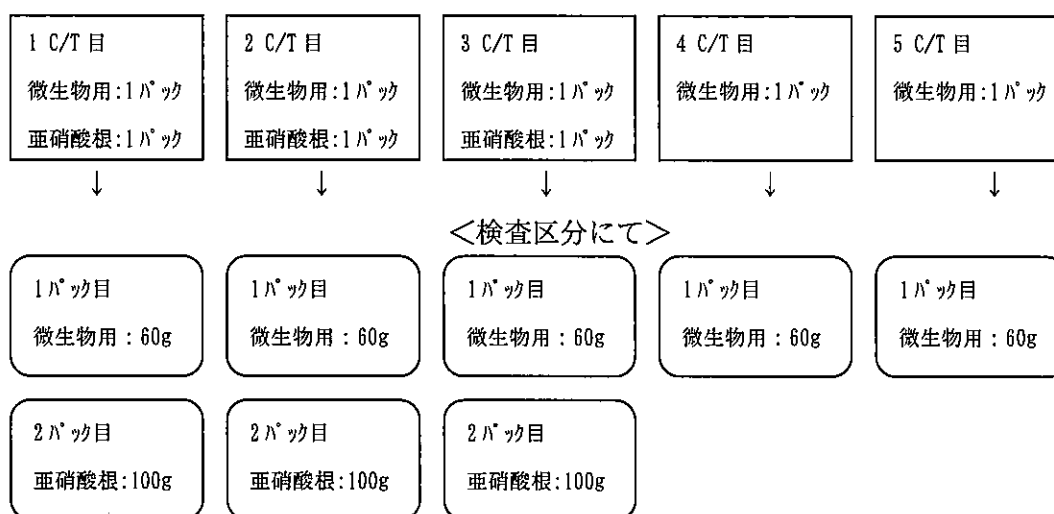 1 C/T 目
微生物用:1パック
亜硝酸根:1パック
2 C/T 目
微生物用:1パック
亜硝酸根:1パック
3 C/T 目
微生物用:1パック
亜硝酸根:1パック
4 C/T 目
微生物用:1パック
5 C/T 目
微生物用:1パック
↓ ↓ ↓ ↓ ↓
<検査区分にて>
1パック目
微生物用:60g
1パック目
微生物用:60g
1パック目
微生物用:60g
1パック目
微生物用:60g
1パック目
微生物用:60g
2パック目
亜硝酸根:100g
2パック目
亜硝酸根:100g
2パック目
亜硝酸根:100g